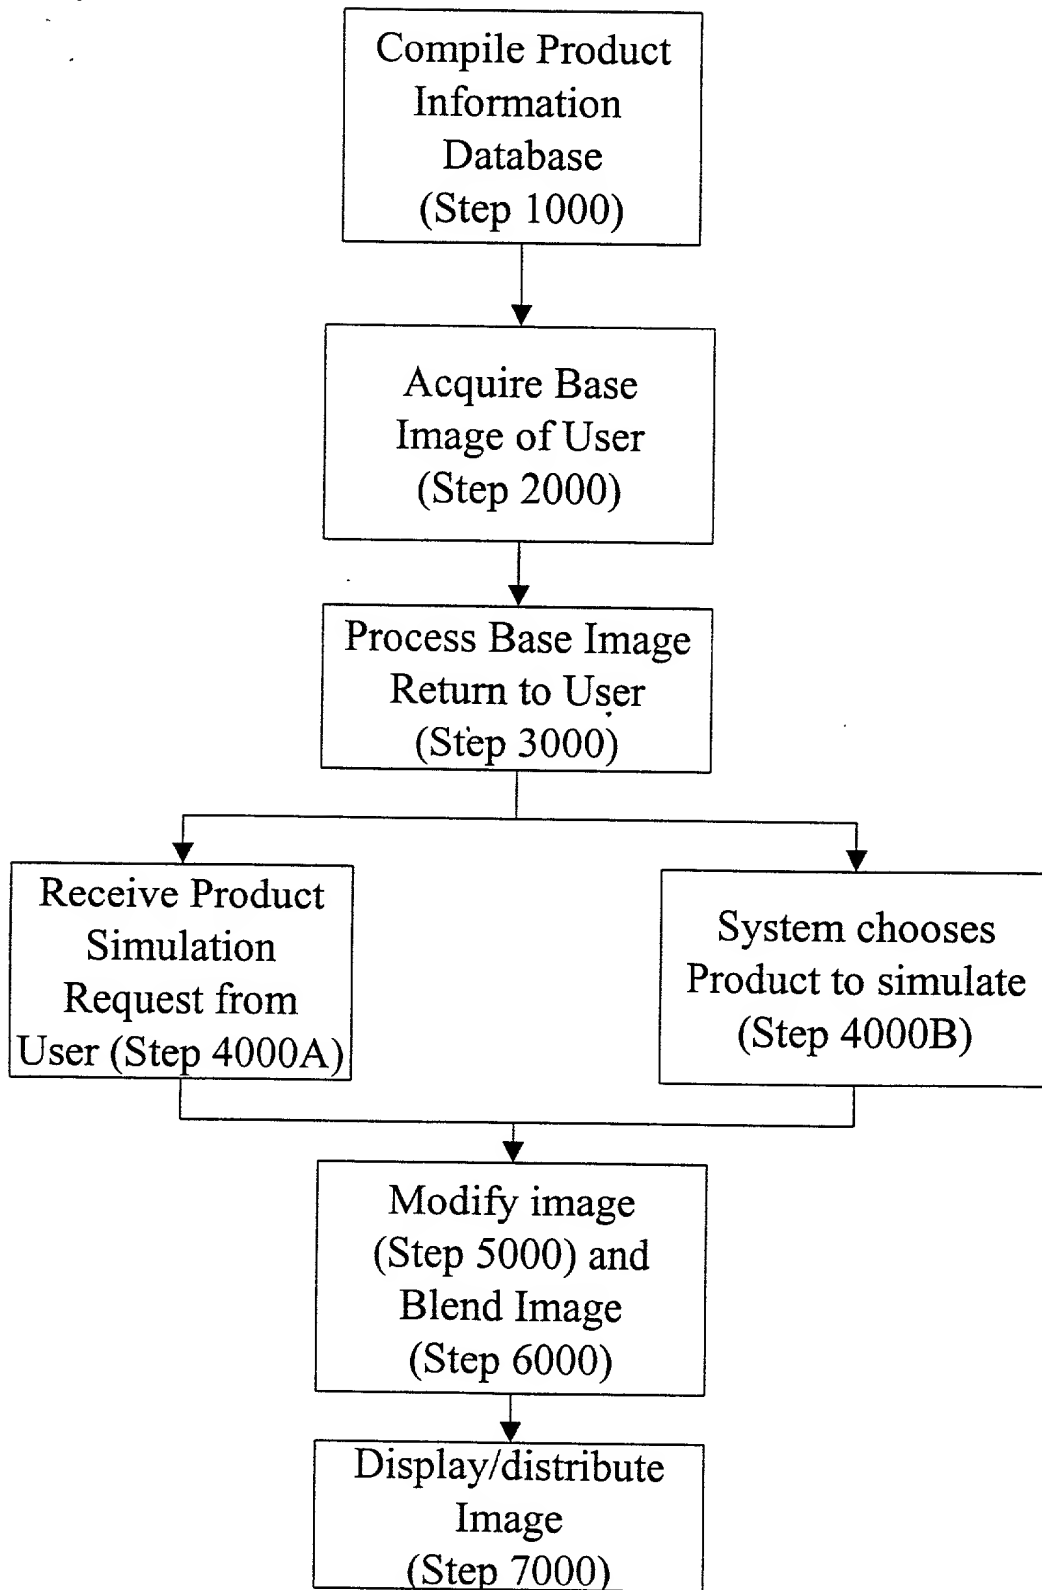 Compile Product
Information
Database
(Step 1000)
Acquire Base
Image of User
(Step 2000)
Process Base Image
Return to User
(Step 3000)
Receive Product
Simulation
Request from
User (Step 4000A)
System chooses
Product to simulate
(Step 4000B)
Modify image
(Step 5000) and
Blend Image
(Step 6000)
Display/distribute
Image
(Step 7000)